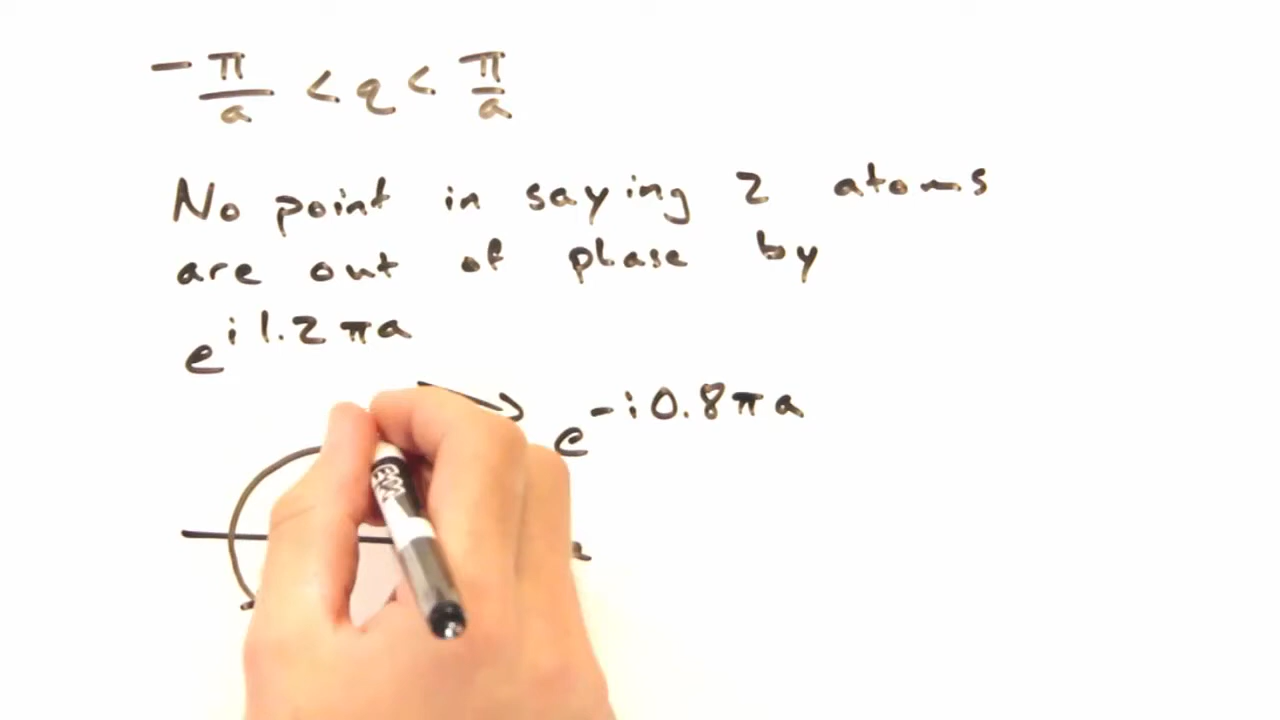 -π/a < q < π/a
No point in saying 2 atoms
are out of phase by
e^{i1.2πa}
e^{-i0.8πa}